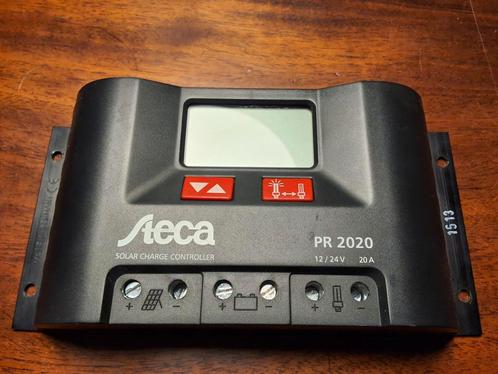 Steca
SOLAR CHARGE CONTROLLER
PR 2020
12 / 24 V 20 A
+ − + − + −
1513